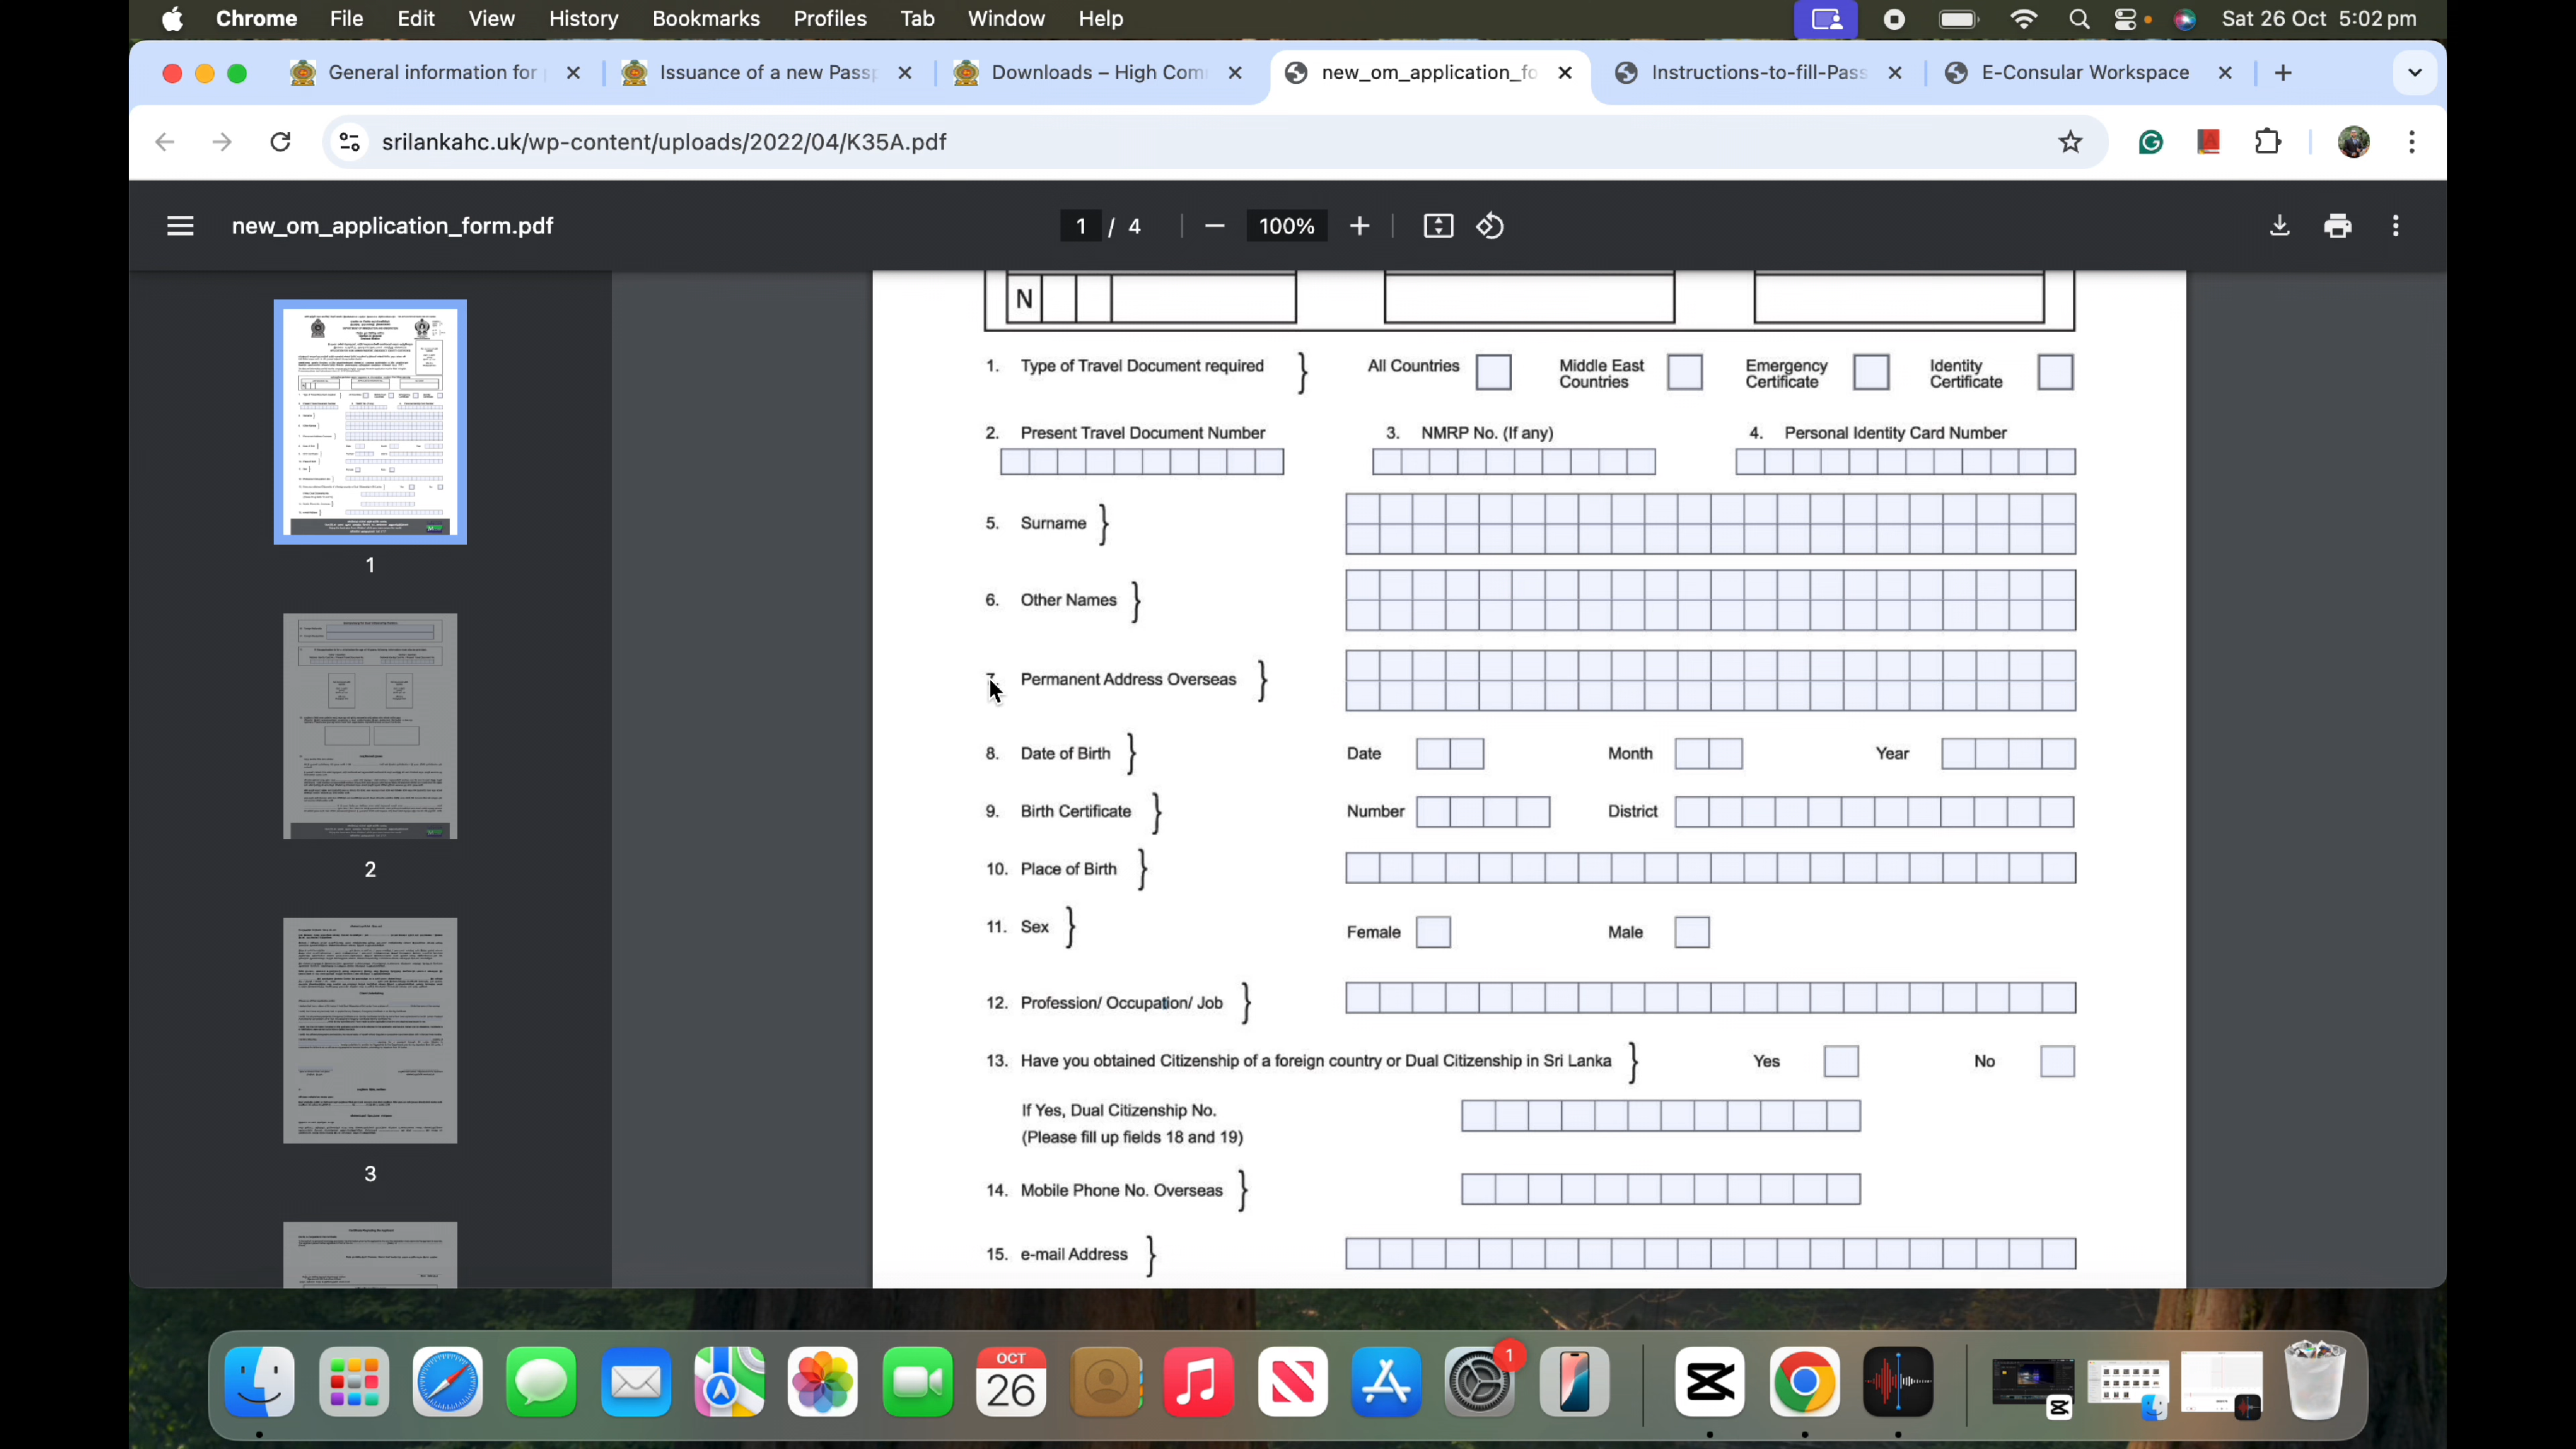 Chrome File Edit View History Bookmarks Profiles Tab Window Help Sat 26 Oct 5:02 pm
General information for Issuance of a new Passp Downloads – High Com new_om_application_fo Instructions-to-fill-Pass E-Consular Workspace
srilankahc.uk/wp-content/uploads/2022/04/K35A.pdf
new_om_application_form.pdf 1 / 4 100%
N
1. Type of Travel Document required All Countries Middle East Countries Emergency Certificate Identity Certificate
2. Present Travel Document Number 3. NMRP No. (If any) 4. Personal Identity Card Number
5. Surname
6. Other Names
7. Permanent Address Overseas
8. Date of Birth Date Month Year
9. Birth Certificate Number District
10. Place of Birth
11. Sex Female Male
12. Profession/ Occupation/ Job
13. Have you obtained Citizenship of a foreign country or Dual Citizenship in Sri Lanka Yes No
If Yes, Dual Citizenship No.
(Please fill up fields 18 and 19)
14. Mobile Phone No. Overseas
15. e-mail Address
1
2
3
OCT
26
1